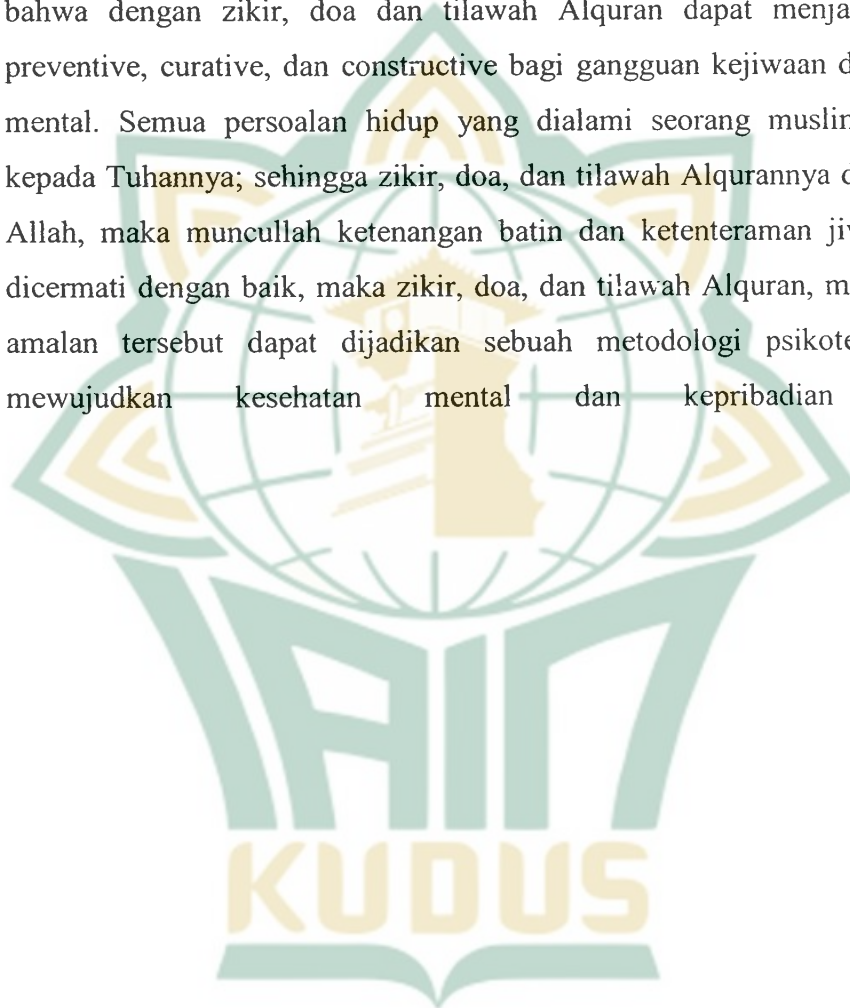 bahwa dengan zikir, doa dan tilawah Alquran dapat menja
preventive, curative, dan constructive bagi gangguan kejiwaan d
mental. Semua persoalan hidup yang dialami seorang muslin
kepada Tuhannya; sehingga zikir, doa, dan tilawah Alqurannya d
Allah, maka muncullah ketenangan batin dan ketenteraman jiv
dicermati dengan baik, maka zikir, doa, dan tilawah Alquran, m
amalan tersebut dapat dijadikan sebuah metodologi psikote
mewujudkan kesehatan mental dan kepribadian
IAIN
KUDUS